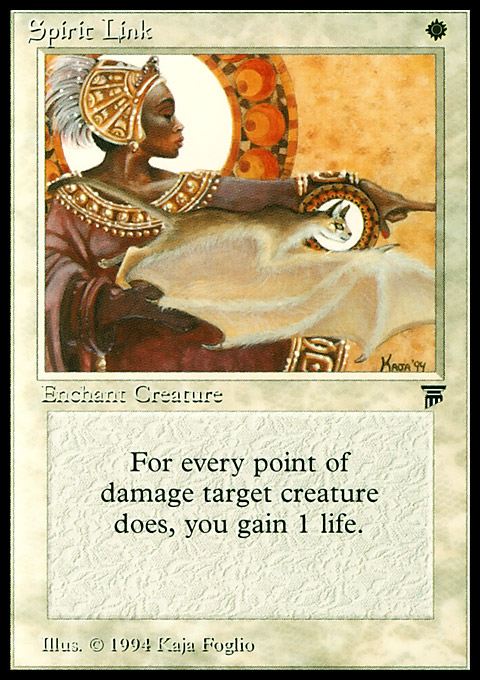 Spirit Link
KAJA '94
Enchant Creature
For every point of
damage target creature
does, you gain 1 life.
Illus. © 1994 Kaja Foglio